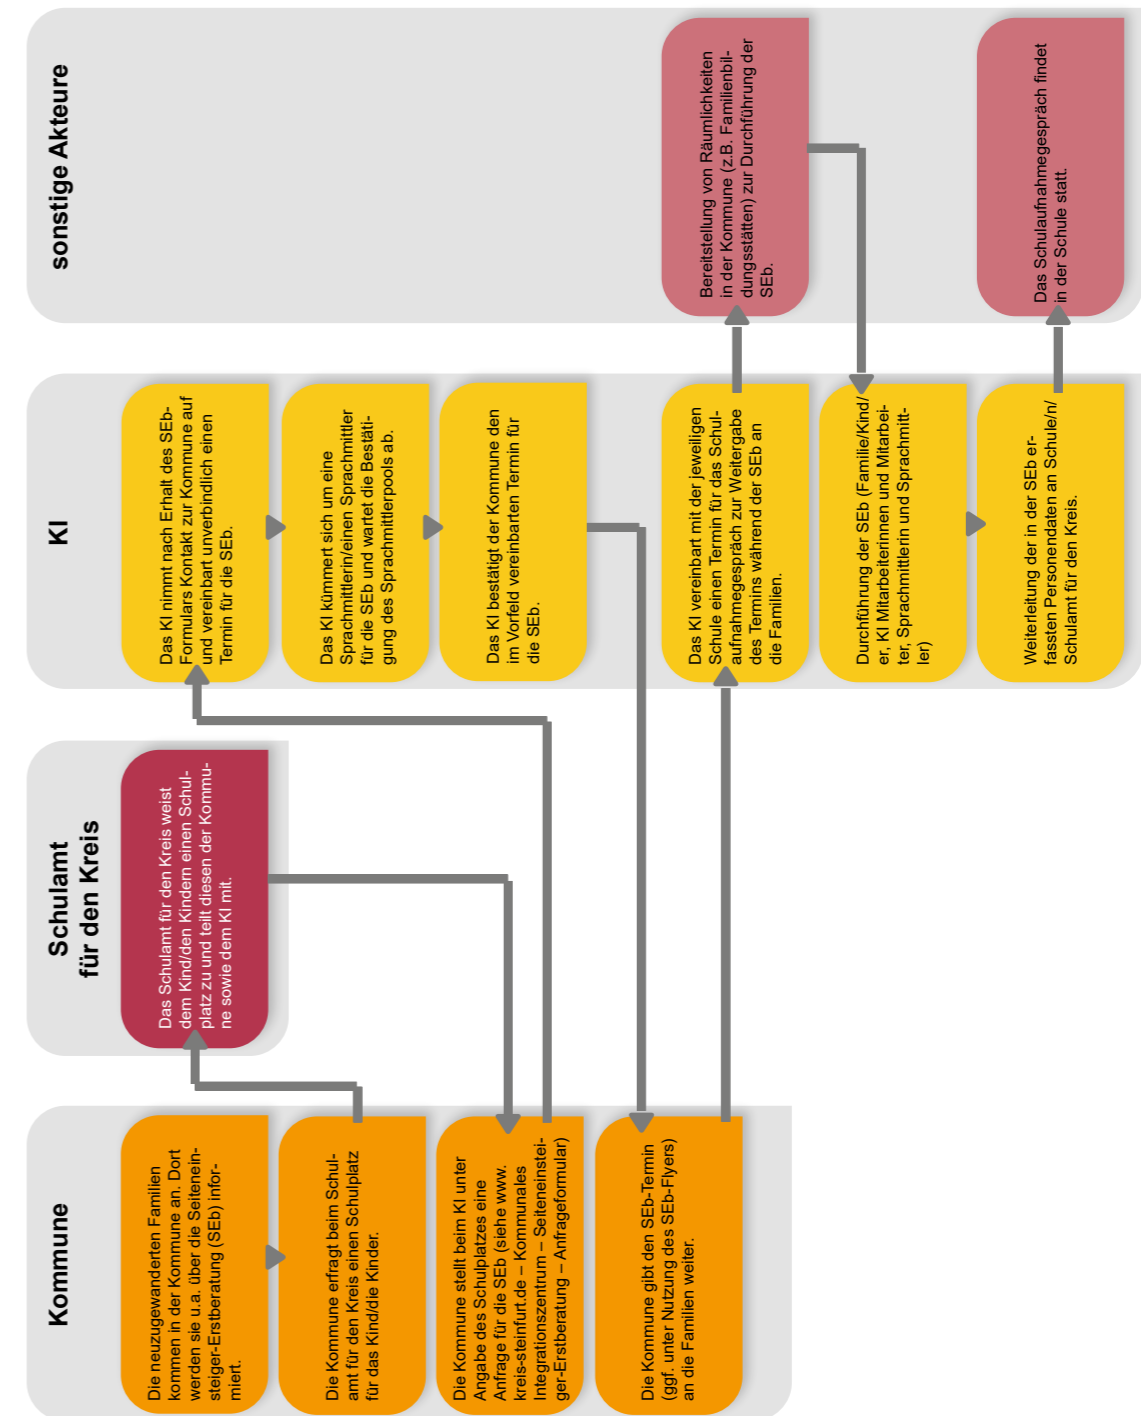 Kommune
Die neuzugewanderten Familien
kommen in der Kommune an. Dort
werden sie u.a. über die Seitenein-
steiger-Erstberatung (SEb) infor-
miert.
Die Kommune erfragt beim Schul-
amt für den Kreis einen Schulplatz
für das Kind/die Kinder.
Die Kommune stellt beim KI unter
Angabe des Schulplatzes eine
Anfrage für die SEb (siehe www.
kreis-steinfurt.de – Kommunales
Integrationszentrum – Seiteneinstei-
ger-Erstberatung – Anfrageformular)
Die Kommune gibt den SEb-Termin
(ggf. unter Nutzung des SEb-Flyers)
an die Familien weiter.
Schulamt
für den Kreis
Das Schulamt für den Kreis weist
dem Kind/den Kindern einen Schul-
platz zu und teilt diesen der Kommu-
ne sowie dem KI mit.
KI
Das KI nimmt nach Erhalt des SEb-
Formulars Kontakt zur Kommune auf
und vereinbart unverbindlich einen
Termin für die SEb.
Das KI kümmert sich um eine
Sprachmittlerin/einen Sprachmittler
für die SEb und wartet die Bestäti-
gung des Sprachmittlerpools ab.
Das KI bestätigt der Kommune den
im Vorfeld vereinbarten Termin für
die SEb.
Das KI vereinbart mit der jeweiligen
Schule einen Termin für das Schul-
aufnahmegespräch zur Weitergabe
des Termins während der SEb an
die Familien.
Durchführung der SEb (Familie/Kind/
er, KI Mitarbeiterinnen und Mitarbei-
ter, Sprachmittlerin und Sprachmitt-
ler)
Weiterleitung der in der SEb er-
fassten Personendaten an Schule/n/
Schulamt für den Kreis.
sonstige Akteure
Bereitstellung von Räumlichkeiten
in der Kommune (z.B. Familienbil-
dungsstätten) zur Durchführung der
SEb.
Das Schulaufnahmegespräch findet
in der Schule statt.